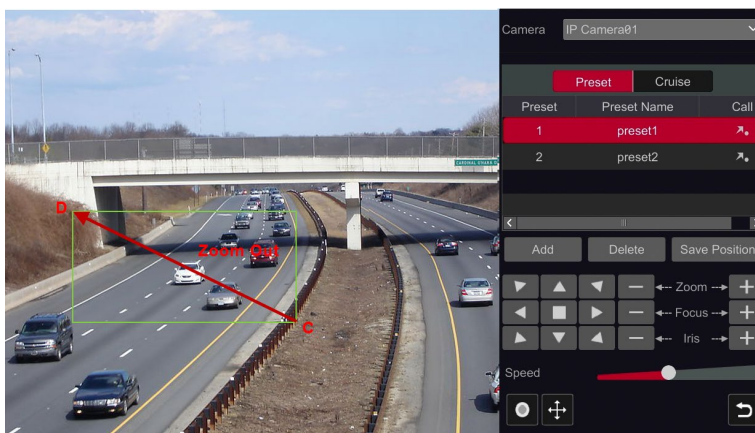 Camera
IP Camera01
Preset
Cruise
Preset
Preset Name
Call
1
preset1
2
preset2
Add
Delete
Save Position
Zoom
Focus
Iris
Speed
D
Zoom Out
C